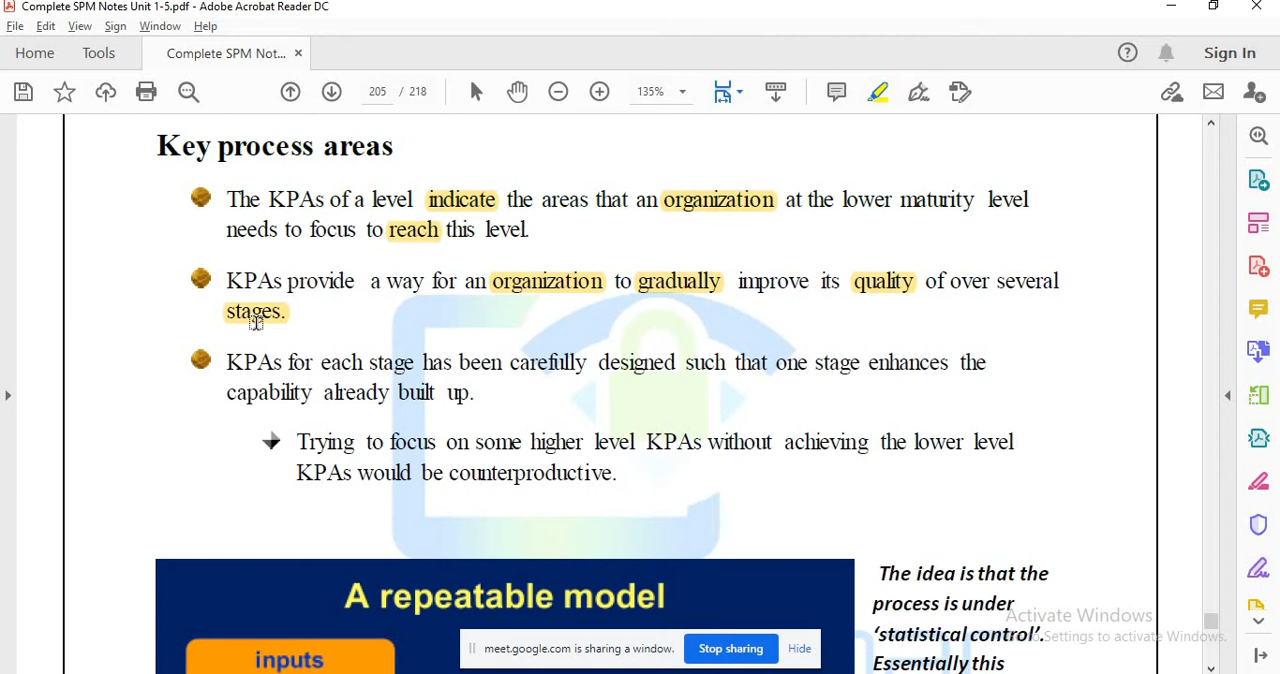 Complete SPM Notes Unit 1-5.pdf - Adobe Acrobat Reader DC
File Edit View Sign Window Help
Home Tools Complete SPM Not... × Sign In
205 / 218 135%
Key process areas
The KPAs of a level indicate the areas that an organization at the lower maturity level
needs to focus to reach this level.
KPAs provide a way for an organization to gradually improve its quality of over several
stages.
KPAs for each stage has been carefully designed such that one stage enhances the
capability already built up.
Trying to focus on some higher level KPAs without achieving the lower level
KPAs would be counterproductive.
A repeatable model
inputs
The idea is that the
process is under
'statistical control'.
Essentially this
Activate Windows
Settings to activate Windows.
meet.google.com is sharing a window. Stop sharing Hide